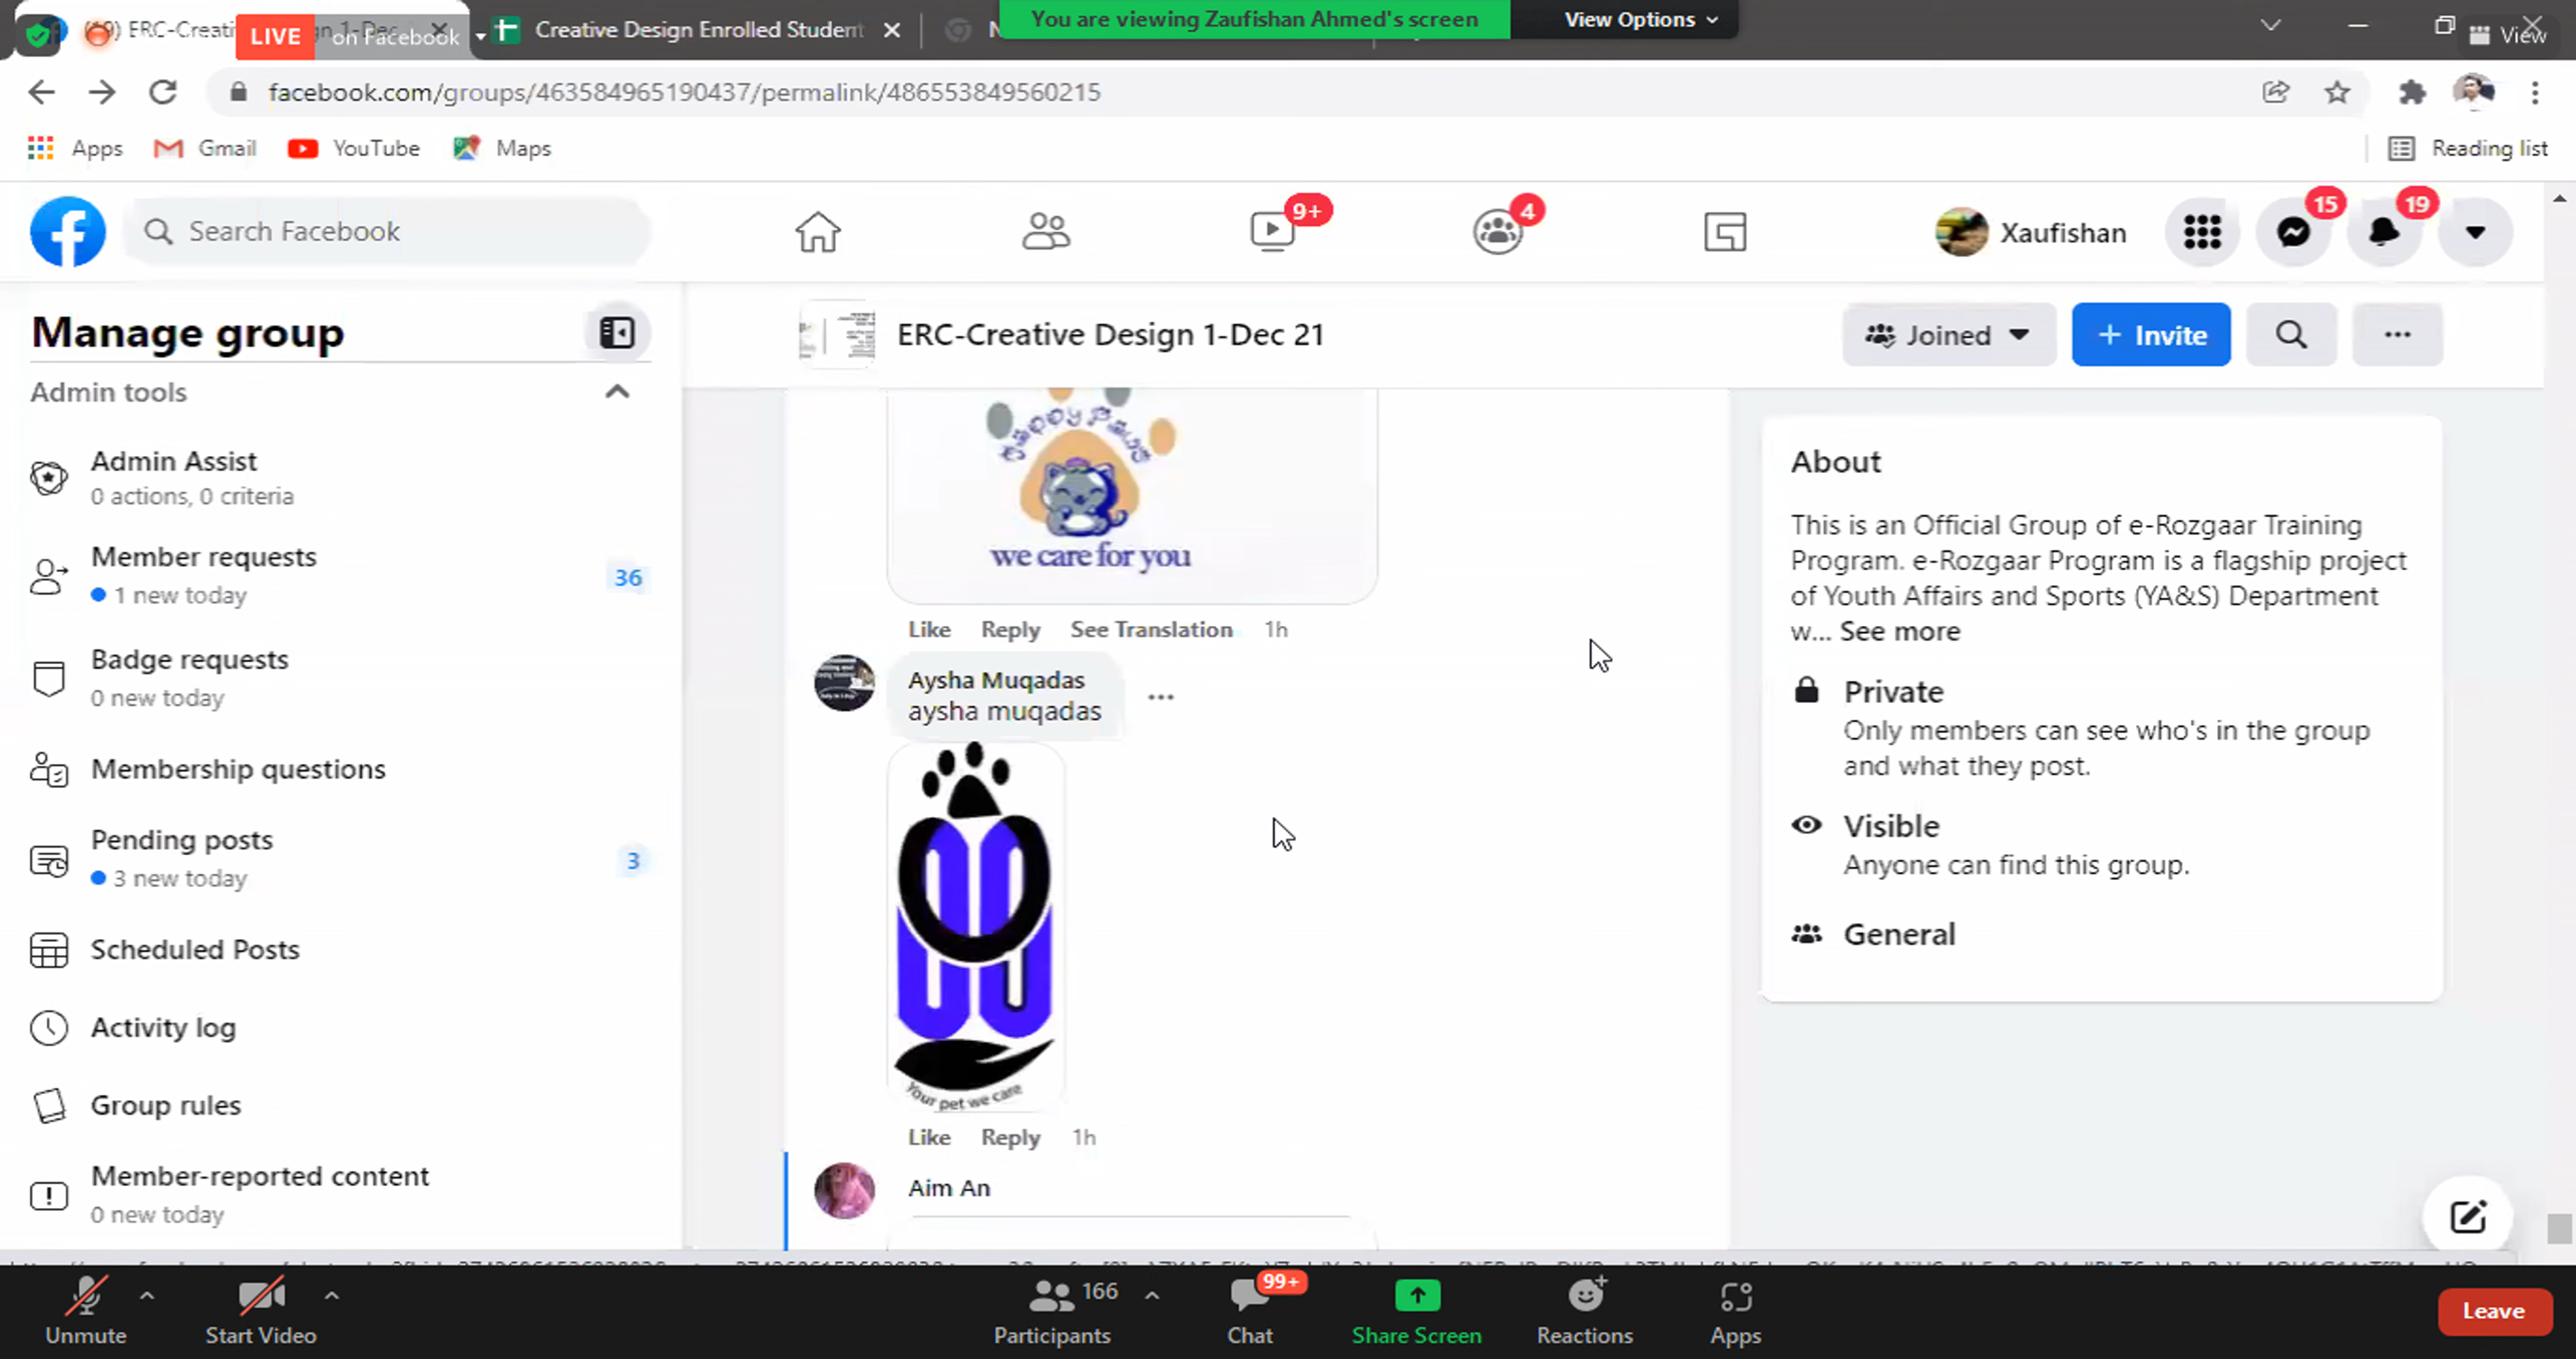 ERC-Creati
LIVE on Facebook
Creative Design Enrolled Student
You are viewing Zaufishan Ahmed's screen
View Options
View
facebook.com/groups/463584965190437/permalink/486553849560215
Apps
Gmail
YouTube
Maps
Reading list
Search Facebook
9+
4
Xaufishan
15
19
Manage group
ERC-Creative Design 1-Dec 21
Joined
+ Invite
Admin tools
Admin Assist
0 actions, 0 criteria
Member requests
1 new today
36
Badge requests
0 new today
Membership questions
Pending posts
3 new today
3
Scheduled Posts
Activity log
Group rules
Member-reported content
0 new today
Happy Paws
we care for you
Like Reply See Translation 1h
Aysha Muqadas
aysha muqadas
Your pet we care
Like Reply 1h
Aim An
About
This is an Official Group of e-Rozgaar Training
Program. e-Rozgaar Program is a flagship project
of Youth Affairs and Sports (YA&S) Department
w... See more
Private
Only members can see who's in the group
and what they post.
Visible
Anyone can find this group.
General
Unmute
Start Video
166
Participants
99+
Chat
Share Screen
Reactions
Apps
Leave